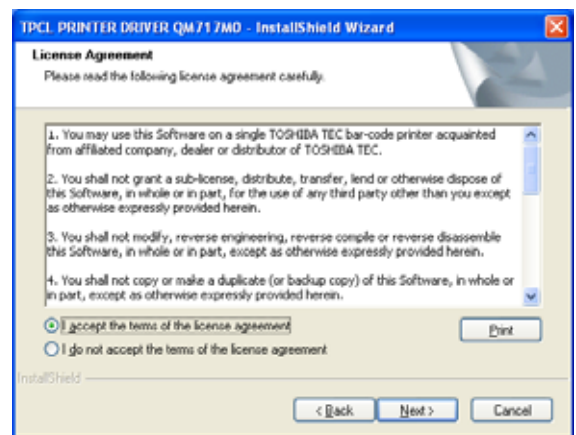 TPCL PRINTER DRIVER QM717M0 - InstallShield Wizard
License Agreement
Please read the following license agreement carefully.
1. You may use this Software on a single TOSHIBA TEC bar-code printer acquainted
from affiliated company, dealer or distributor of TOSHIBA TEC.
2. You shall not grant a sub-license, distribute, transfer, lend or otherwise dispose of
this Software, in whole or in part, for the use of any third party other than you except
as otherwise expressly provided herein.
3. You shall not modify, reverse engineering, reverse compile or reverse disassemble
this Software, in whole or in part, except as otherwise expressly provided herein.
4. You shall not copy or make a duplicate (or backup copy) of this Software, in whole or
in part, except as otherwise expressly provided herein.
I accept the terms of the license agreement
Print
I do not accept the terms of the license agreement
InstallShield
< Back
Next >
Cancel